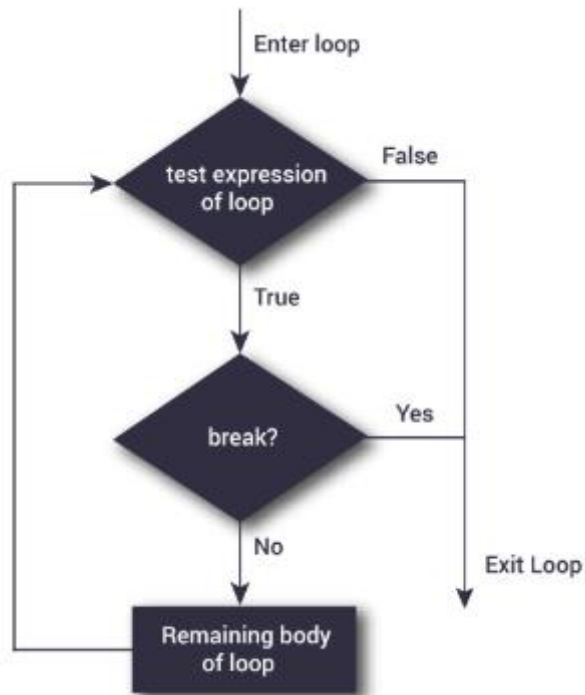 Enter loop
test expression
of loop
False
True
break?
Yes
No
Exit Loop
Remaining body
of loop